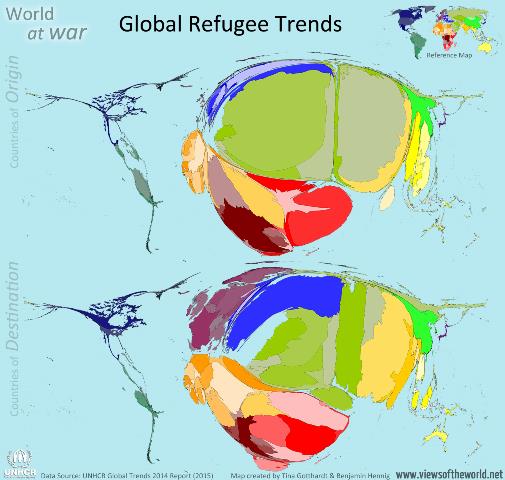 World
at war
Global Refugee Trends
Reference Map
Countries of Origin
Countries of Destination
UNHCR
Data Source: UNHCR Global Trends 2014 Report (2015)
Map created by Tina Gotthardt & Benjamin Hennig
www.viewsoftheworld.net